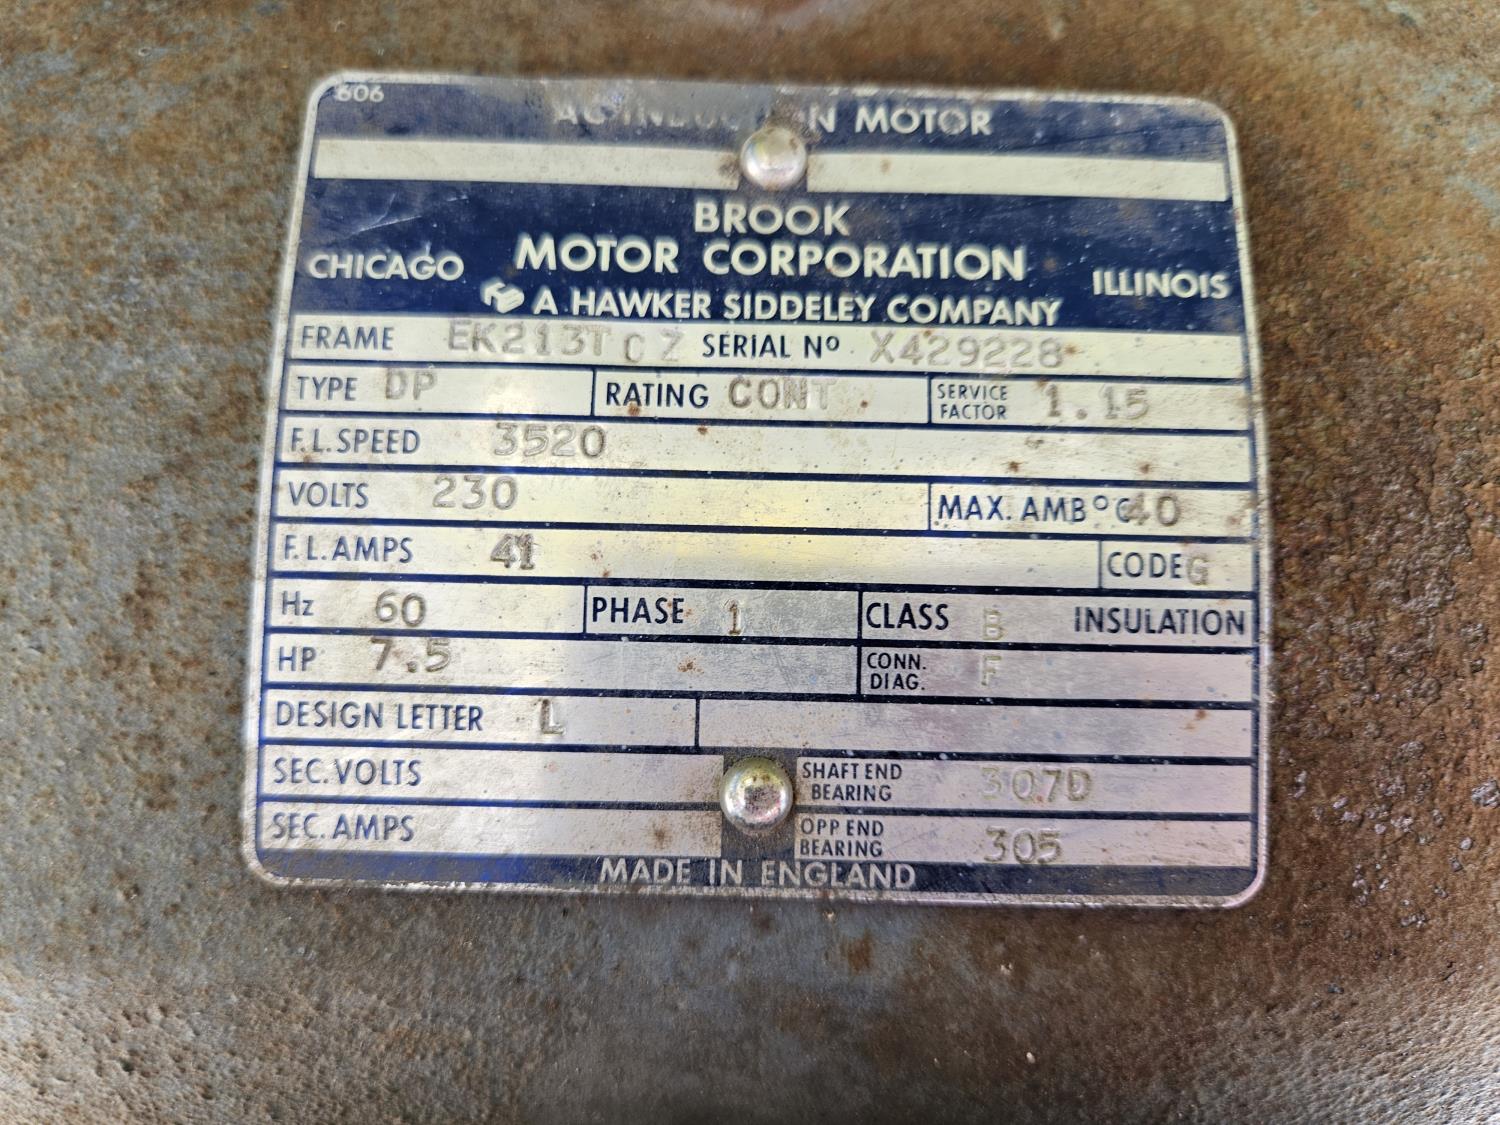 606
AC INDUCTION MOTOR
BROOK
MOTOR CORPORATION
CHICAGO ILLINOIS
A HAWKER SIDDELEY COMPANY
FRAME EK213T C Z SERIAL Nº X429228
TYPE DP RATING CONT SERVICE FACTOR 1.15
F.L. SPEED 3520
VOLTS 230 MAX. AMB°C 40
F.L. AMPS 41 CODE G
Hz 60 PHASE 1 CLASS B INSULATION
HP 7.5 CONN. DIAG. F
DESIGN LETTER L
SEC. VOLTS SHAFT END BEARING 307D
SEC. AMPS OPP END BEARING 305
MADE IN ENGLAND